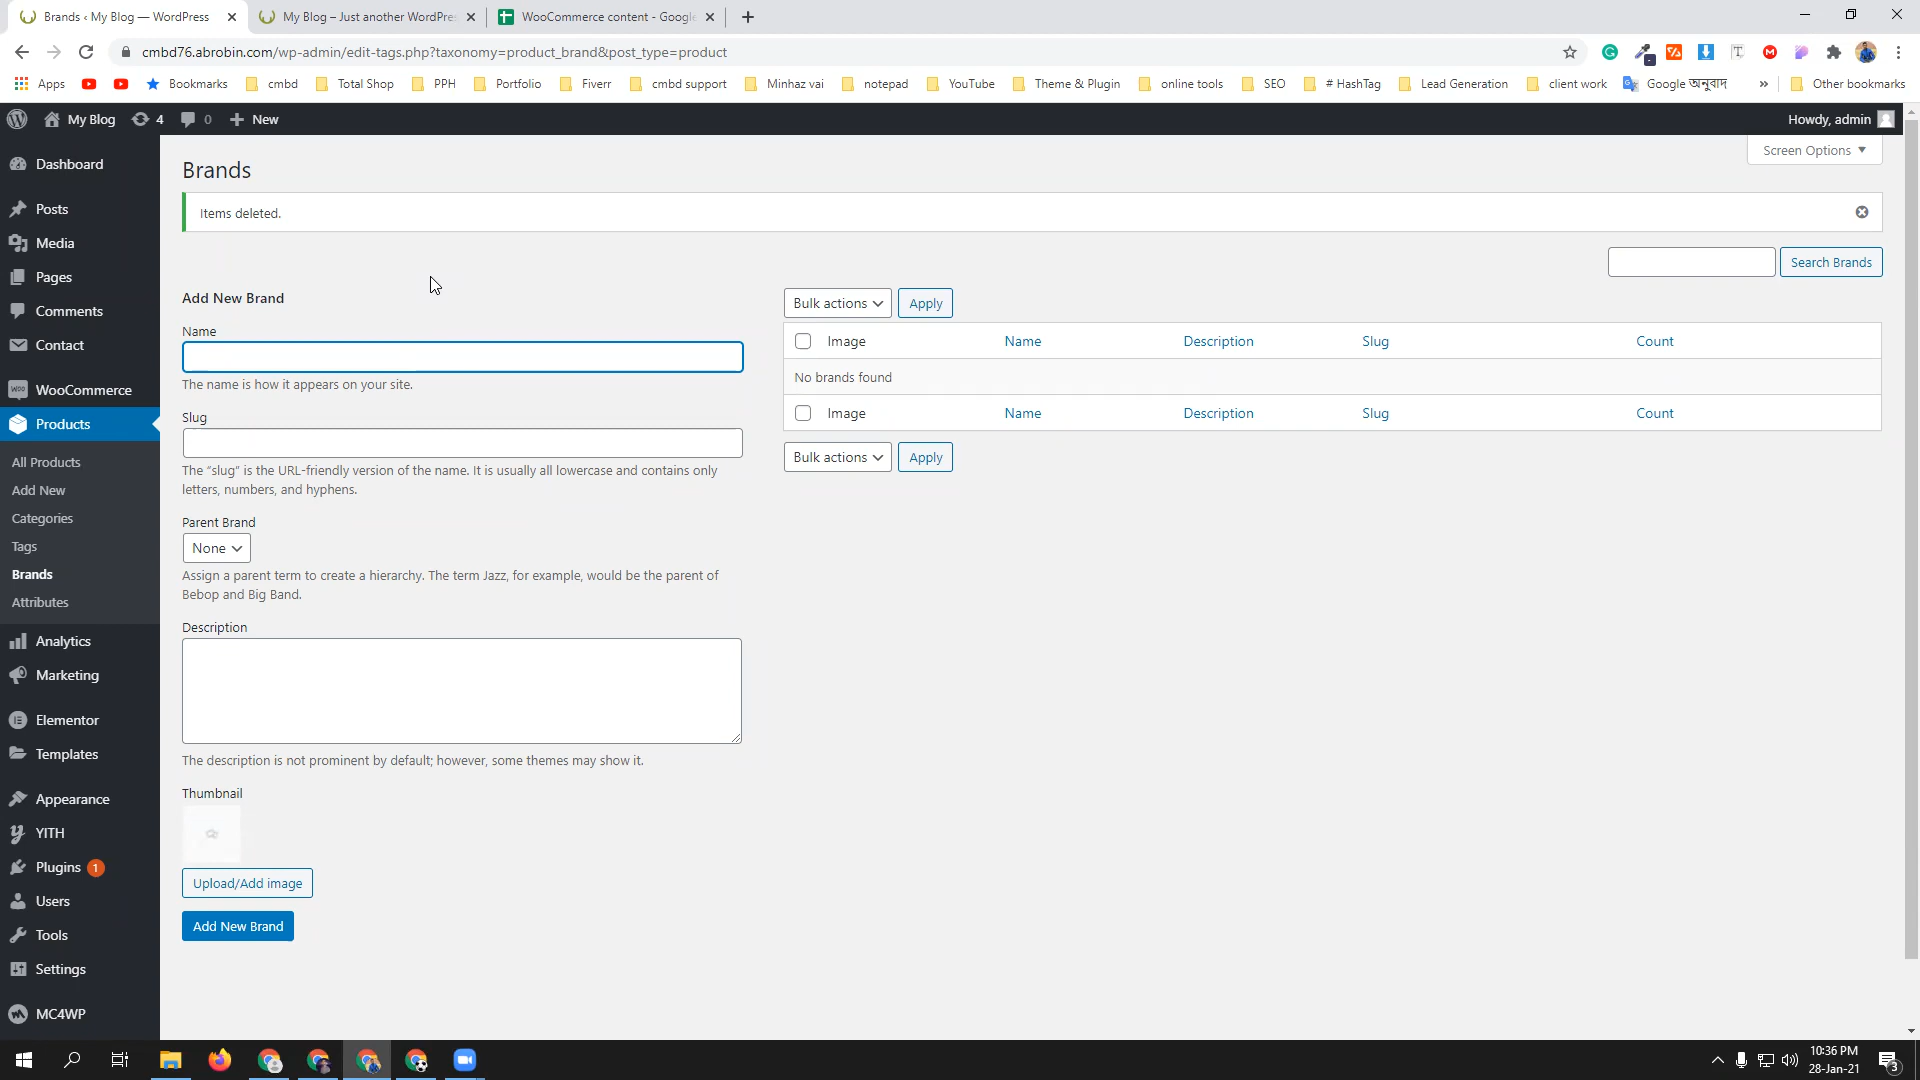 Brands ‹ My Blog — WordPress
My Blog – Just another WordPre
WooCommerce content - Google
cmbd76.abrobin.com/wp-admin/edit-tags.php?taxonomy=product_brand&post_type=product
Apps
Bookmarks
cmbd
Total Shop
PPH
Portfolio
Fiverr
cmbd support
Minhaz vai
notepad
YouTube
Theme & Plugin
online tools
SEO
# HashTag
Lead Generation
client work
Google অনুবাদ
»
Other bookmarks
My Blog
4
0
New
Howdy, admin
Dashboard
Posts
Media
Pages
Comments
Contact
WooCommerce
Products
All Products
Add New
Categories
Tags
Brands
Attributes
Analytics
Marketing
Elementor
Templates
Appearance
YITH
Plugins 1
Users
Tools
Settings
MC4WP
Screen Options
Brands
Items deleted.
Search Brands
Add New Brand
Name
The name is how it appears on your site.
Slug
The “slug” is the URL-friendly version of the name. It is usually all lowercase and contains only
letters, numbers, and hyphens.
Parent Brand
None
Assign a parent term to create a hierarchy. The term Jazz, for example, would be the parent of
Bebop and Big Band.
Description
The description is not prominent by default; however, some themes may show it.
Thumbnail
Upload/Add image
Add New Brand
Bulk actions
Apply
Image Name Description Slug Count
No brands found
Image Name Description Slug Count
Bulk actions
Apply
10:36 PM
28-Jan-21
3